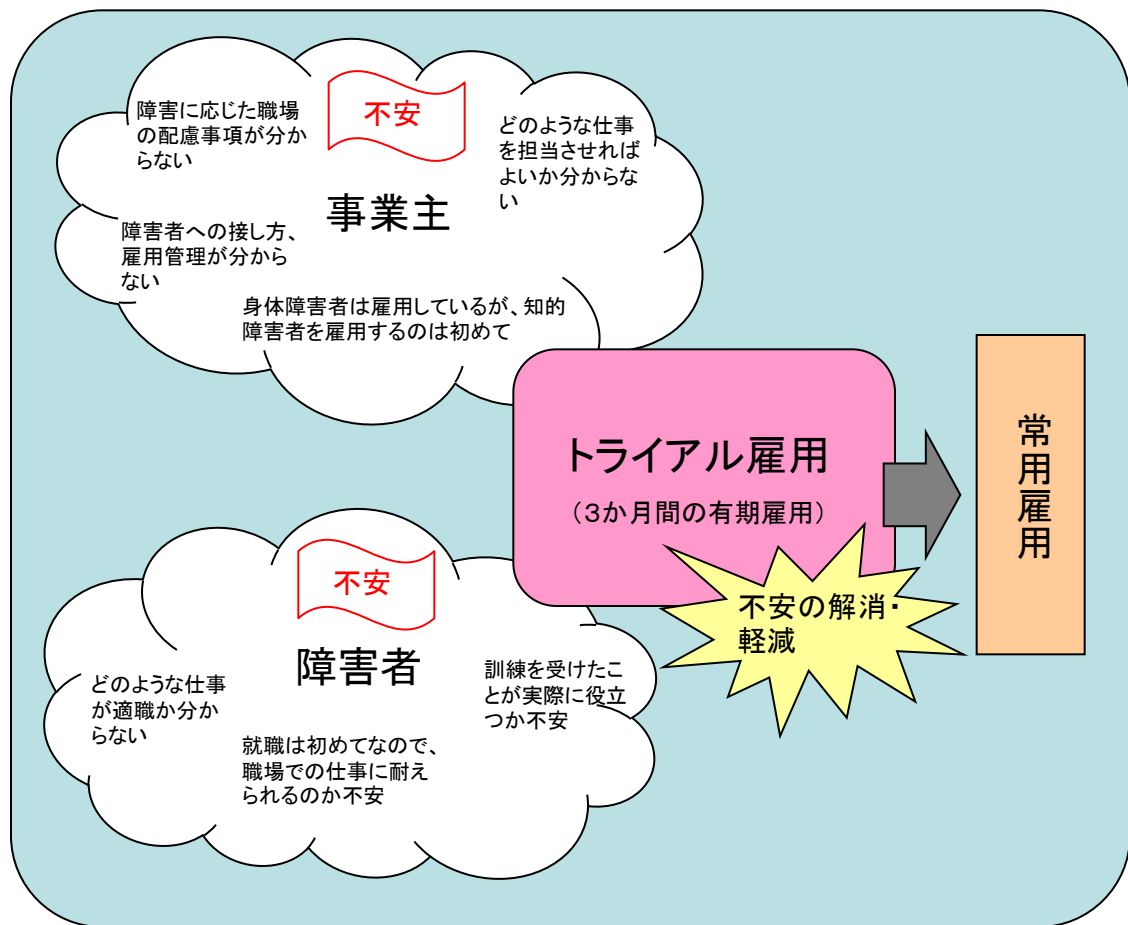 不安
障害に応じた職場
の配慮事項が分か
らない
どのような仕事
を担当させれば
よいか分からな
い
事業主
障害者への接し方、
雇用管理が分から
ない
身体障害者は雇用しているが、知的
障害者を雇用するのは初めて
トライアル雇用
（３か月間の有期雇用）
常用雇用
不安の解消・
軽減
不安
障害者
どのような仕事
が適職か分か
らない
訓練を受けたこ
とが実際に役立
つか不安
就職は初めてなので、
職場での仕事に耐え
られるのか不安